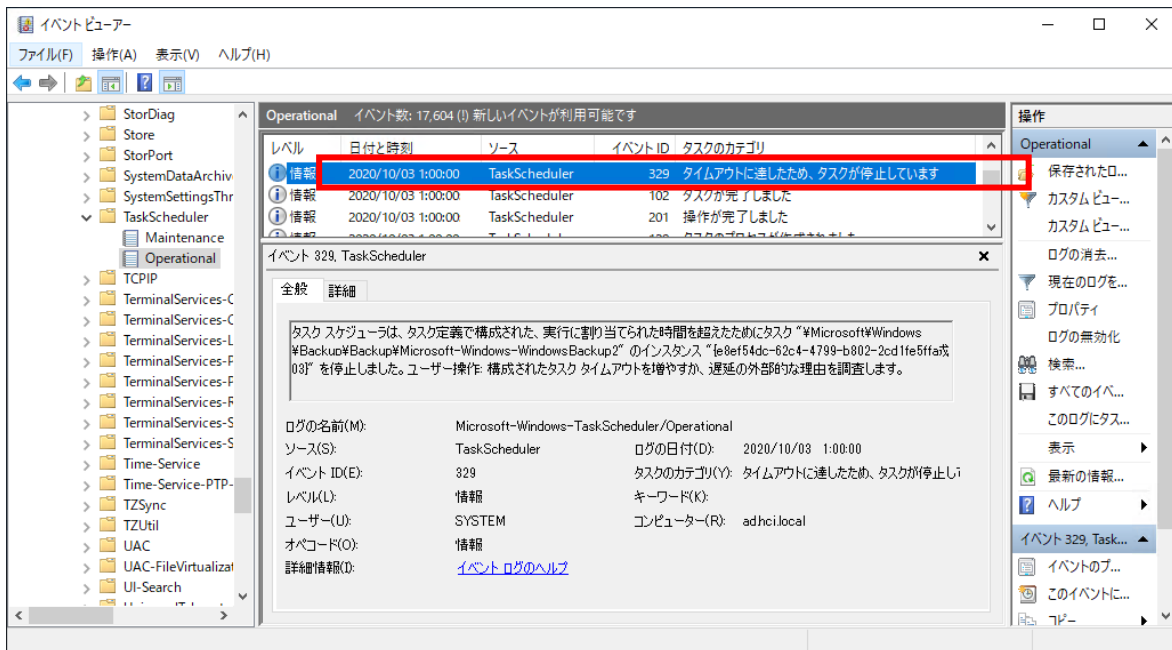 イベント ビューアー
ファイル(F) 操作(A) 表示(V) ヘルプ(H)
StorDiag
Store
StorPort
SystemDataArchiv
SystemSettingsThr
TaskScheduler
Maintenance
Operational
TCPIP
TerminalServices-C
TerminalServices-C
TerminalServices-L
TerminalServices-P
TerminalServices-P
TerminalServices-R
TerminalServices-S
TerminalServices-S
Time-Service
Time-Service-PTP-
TZSync
TZUtil
UAC
UAC-FileVirtualizat
UI-Search
Operational イベント数: 17,604 (!) 新しいイベントが利用可能です
レベル 日付と時刻 ソース イベント ID タスクのカテゴリ
情報 2020/10/03 1:00:00 TaskScheduler 329 タイムアウトに達したため、タスクが停止しています
情報 2020/10/03 1:00:00 TaskScheduler 102 タスクが完了しました
情報 2020/10/03 1:00:00 TaskScheduler 201 操作が完了しました
イベント 329, TaskScheduler
全般 詳細
タスク スケジューラは、タスク定義で構成された、実行に割り当てられた時間を超えたためにタスク "¥Microsoft¥Windows
¥Backup¥Backup¥Microsoft-Windows-WindowsBackup2" のインスタンス "{e8ef54dc-62c4-4799-b802-2cd1fe5ffa戎
03}" を停止しました。ユーザー操作: 構成されたタスク タイムアウトを増やすか、遅延の外部的な理由を調査します。
ログの名前(M): Microsoft-Windows-TaskScheduler/Operational
ソース(S): TaskScheduler ログの日付(D): 2020/10/03 1:00:00
イベント ID(E): 329 タスクのカテゴリ(Y): タイムアウトに達したため、タスクが停止し
レベル(L): 情報 キーワード(K):
ユーザー(U): SYSTEM コンピューター(R): adhci.local
オペコード(O): 情報
詳細情報(I): イベント ログのヘルプ
操作
Operational
保存されたロ...
カスタム ビュー...
カスタム ビュー...
ログの消去...
現在のログを...
プロパティ
ログの無効化
検索...
すべてのイベ...
このログにタス...
表示
最新の情報...
ヘルプ
イベント 329, Task...
イベントのプ...
このイベントに...
コピー